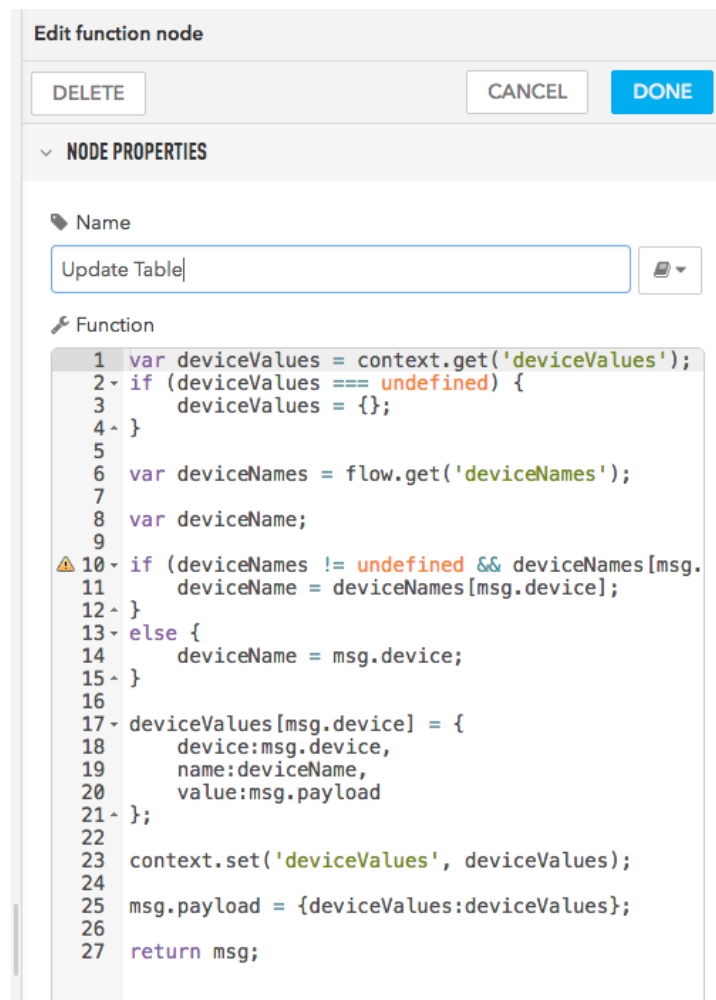 Edit function node
DELETE CANCEL DONE
NODE PROPERTIES
Name
Update Table
Function
1 var deviceValues = context.get('deviceValues');
2 if (deviceValues === undefined) {
3 deviceValues = {};
4 }
5
6 var deviceNames = flow.get('deviceNames');
7
8 var deviceName;
9
10 if (deviceNames != undefined && deviceNames[msg.
11 deviceName = deviceNames[msg.device];
12 }
13 else {
14 deviceName = msg.device;
15 }
16
17 deviceValues[msg.device] = {
18 device:msg.device,
19 name:deviceName,
20 value:msg.payload
21 };
22
23 context.set('deviceValues', deviceValues);
24
25 msg.payload = {deviceValues:deviceValues};
26
27 return msg;